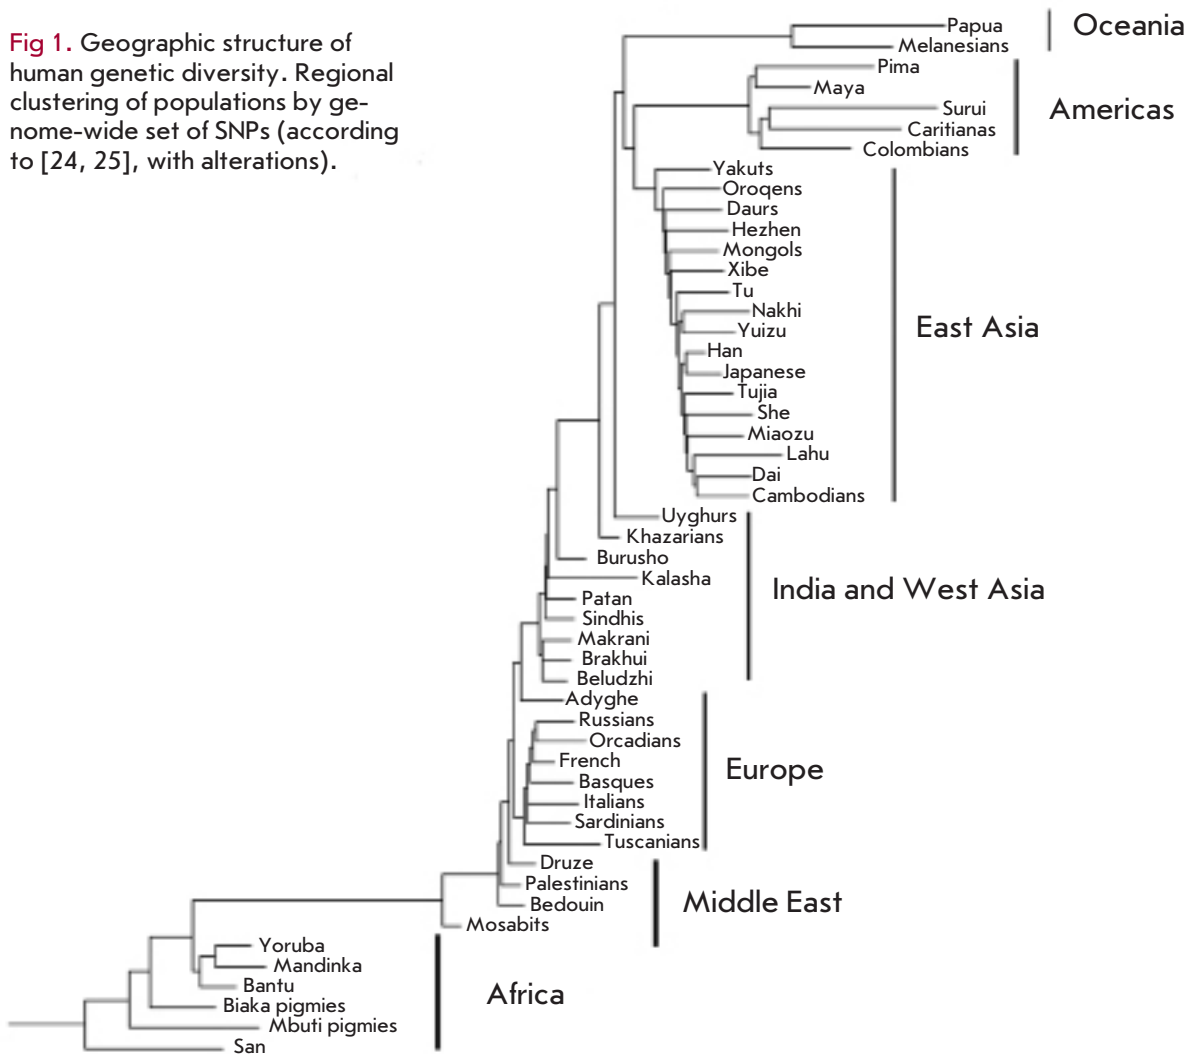 Fig 1. Geographic structure of
human genetic diversity. Regional
clustering of populations by ge-
nome-wide set of SNPs (according
to [24, 25], with alterations).
Papua
Melanesians
Oceania
Pima
Maya
Surui
Caritianas
Colombians
Americas
Yakuts
Oroqens
Daurs
Hezhen
Mongols
Xibe
Tu
Nakhi
Yuizu
Han
Japanese
Tujia
She
Miaozu
Lahu
Dai
Cambodians
East Asia
Uyghurs
Khazarians
Burusho
Kalasha
Patan
Sindhis
Makrani
Brakhui
Beludzhi
India and West Asia
Adyghe
Russians
Orcadians
French
Basques
Italians
Sardinians
Tuscanians
Europe
Druze
Palestinians
Bedouin
Mosabits
Middle East
Yoruba
Mandinka
Bantu
Biaka pigmies
Mbuti pigmies
San
Africa